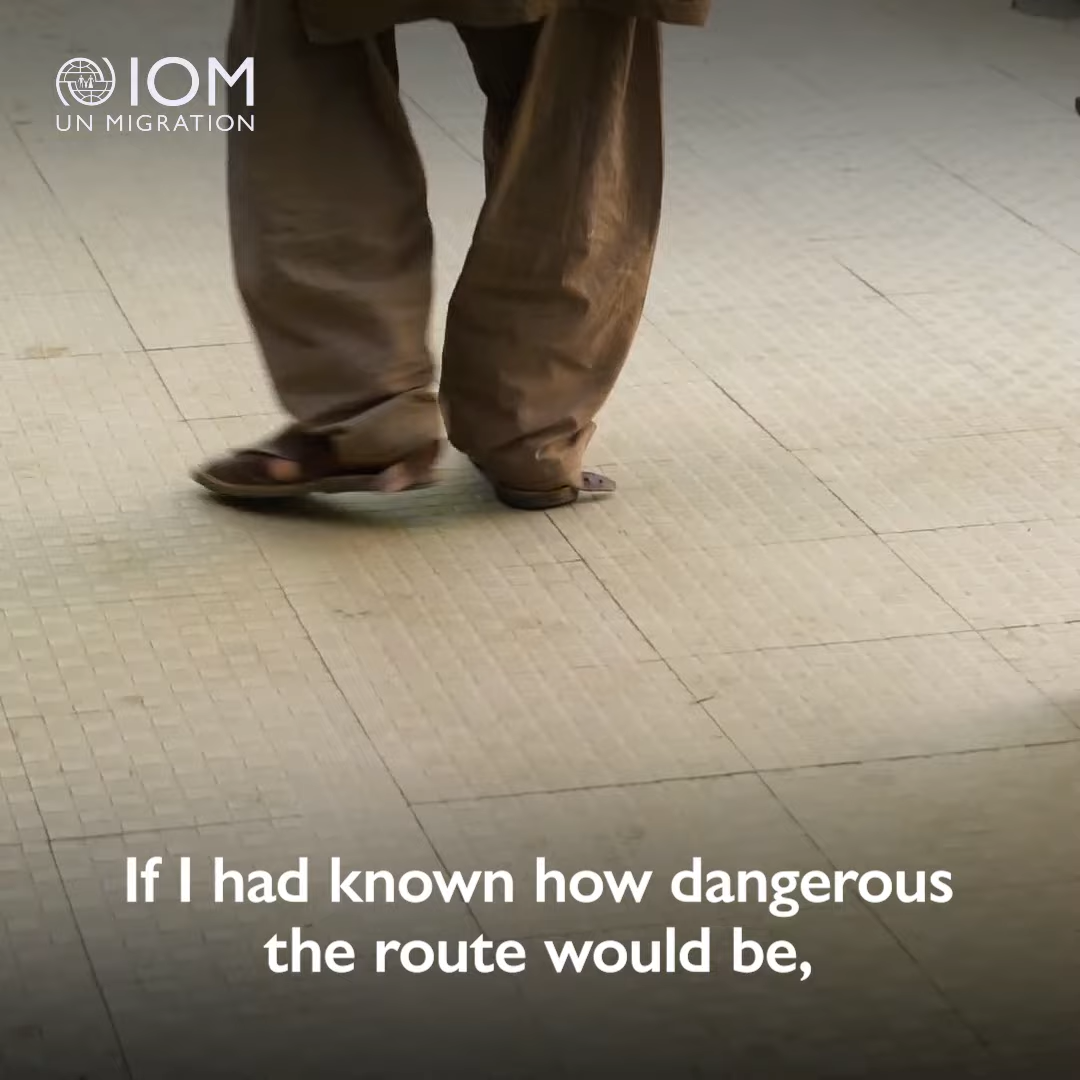 IOM
UN MIGRATION
If I had known how dangerous
the route would be,